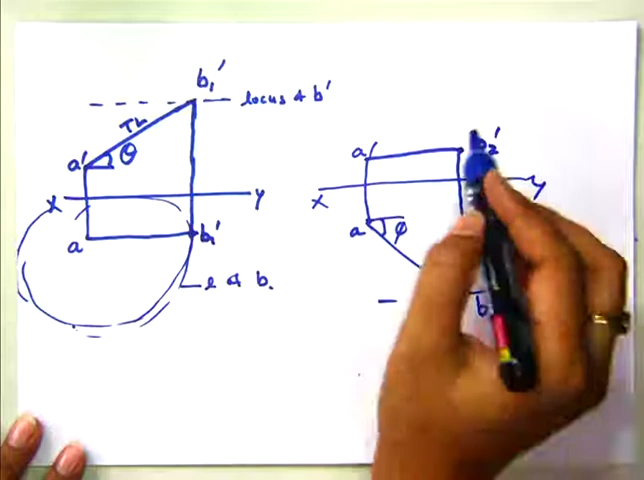 b₁′
locus of b′
TL
a′
θ
X
Y
a
b₁′
l of b.
b₂′
a′
X
Y
a
φ
b